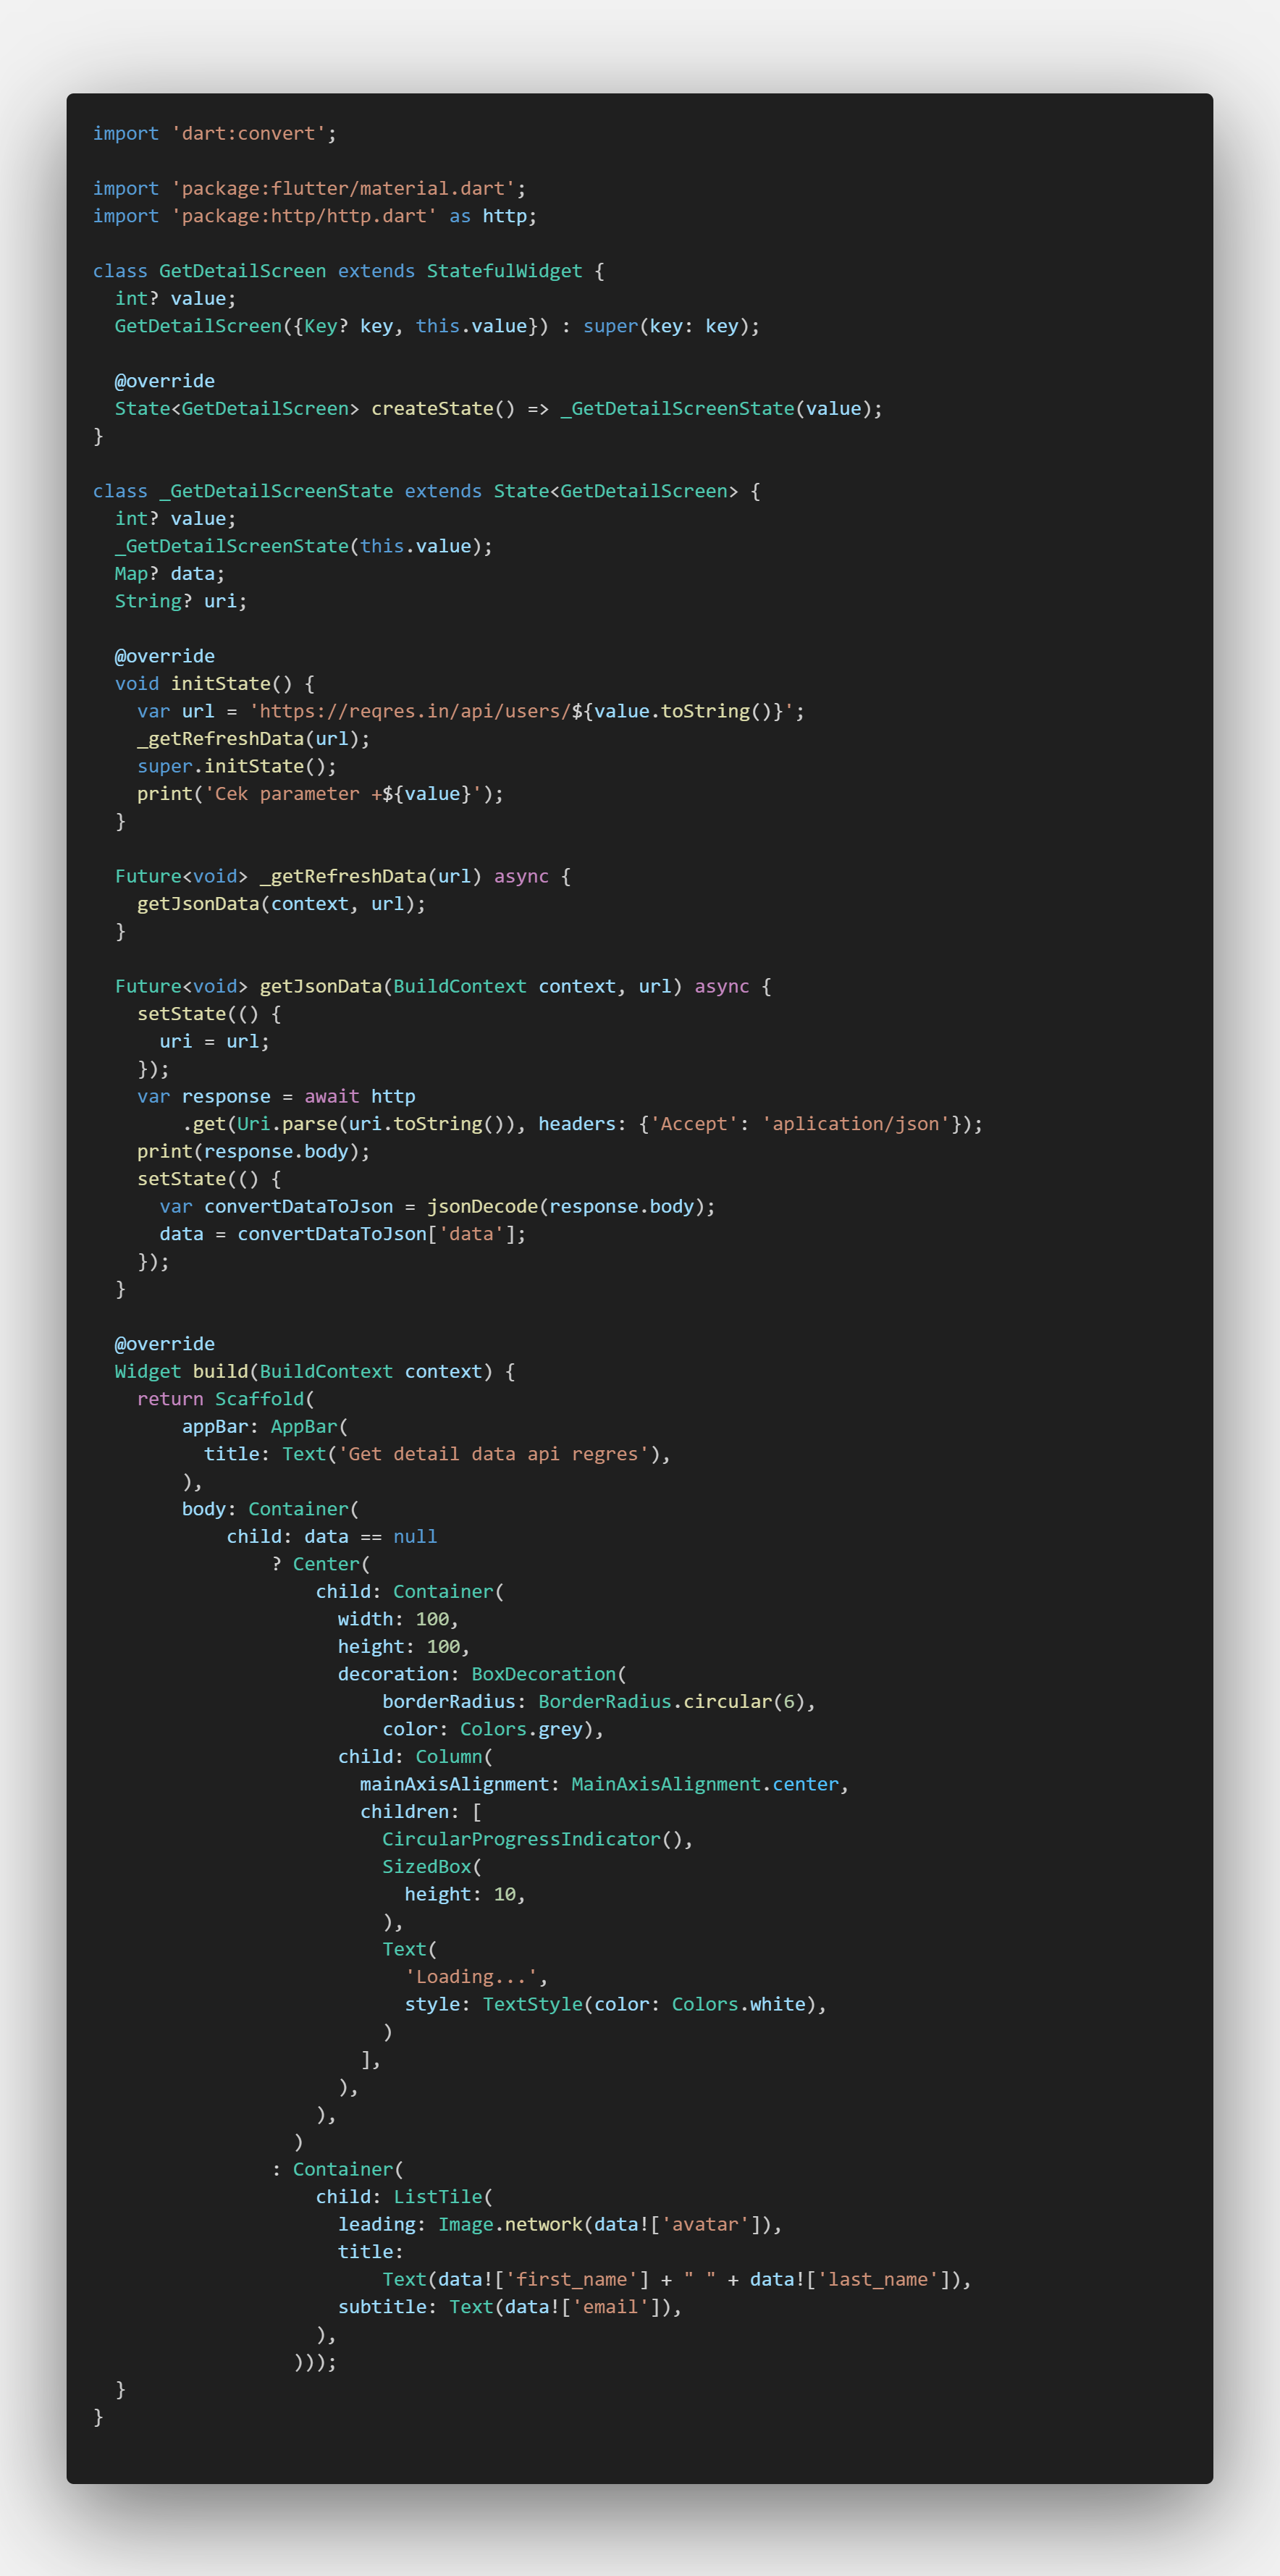 import 'dart:convert';

import 'package:flutter/material.dart';
import 'package:http/http.dart' as http;

class GetDetailScreen extends StatefulWidget {
  int? value;
  GetDetailScreen({Key? key, this.value}) : super(key: key);

  @override
  State<GetDetailScreen> createState() => _GetDetailScreenState(value);
}

class _GetDetailScreenState extends State<GetDetailScreen> {
  int? value;
  _GetDetailScreenState(this.value);
  Map? data;
  String? uri;

  @override
  void initState() {
    var url = 'https://reqres.in/api/users/${value.toString()}';
    _getRefreshData(url);
    super.initState();
    print('Cek parameter +${value}');
  }

  Future<void> _getRefreshData(url) async {
    getJsonData(context, url);
  }

  Future<void> getJsonData(BuildContext context, url) async {
    setState(() {
      uri = url;
    });
    var response = await http
        .get(Uri.parse(uri.toString()), headers: {'Accept': 'aplication/json'});
    print(response.body);
    setState(() {
      var convertDataToJson = jsonDecode(response.body);
      data = convertDataToJson['data'];
    });
  }

  @override
  Widget build(BuildContext context) {
    return Scaffold(
        appBar: AppBar(
          title: Text('Get detail data api regres'),
        ),
        body: Container(
            child: data == null
                ? Center(
                    child: Container(
                      width: 100,
                      height: 100,
                      decoration: BoxDecoration(
                          borderRadius: BorderRadius.circular(6),
                          color: Colors.grey),
                      child: Column(
                        mainAxisAlignment: MainAxisAlignment.center,
                        children: [
                          CircularProgressIndicator(),
                          SizedBox(
                            height: 10,
                          ),
                          Text(
                            'Loading...',
                            style: TextStyle(color: Colors.white),
                          )
                        ],
                      ),
                    ),
                  )
                : Container(
                    child: ListTile(
                      leading: Image.network(data!['avatar']),
                      title:
                          Text(data!['first_name'] + " " + data!['last_name']),
                      subtitle: Text(data!['email']),
                    ),
                  )));
  }
}